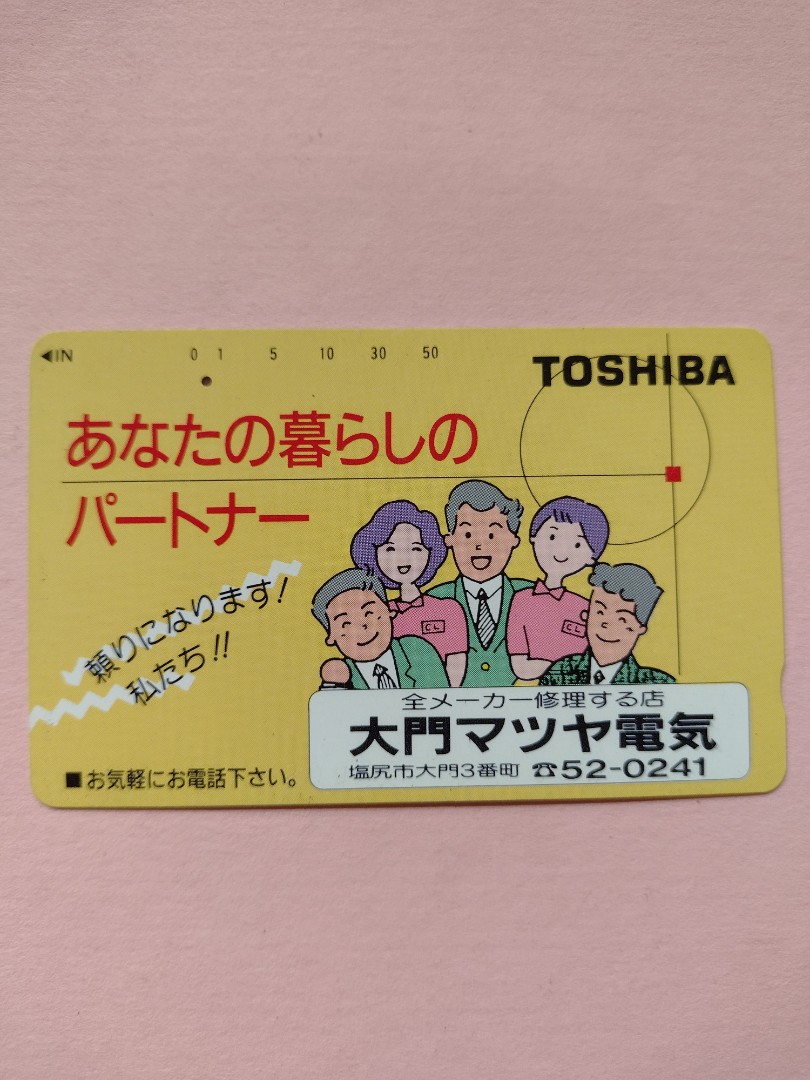 ◀IN 0 1 5 10 30 50
TOSHIBA
あなたの暮らしの
パートナー
頼りになります!
私たち!!
CL CL
全メーカー修理する店
大門マツヤ電気
塩尻市大門3番町 ☎52-0241
■お気軽にお電話下さい。